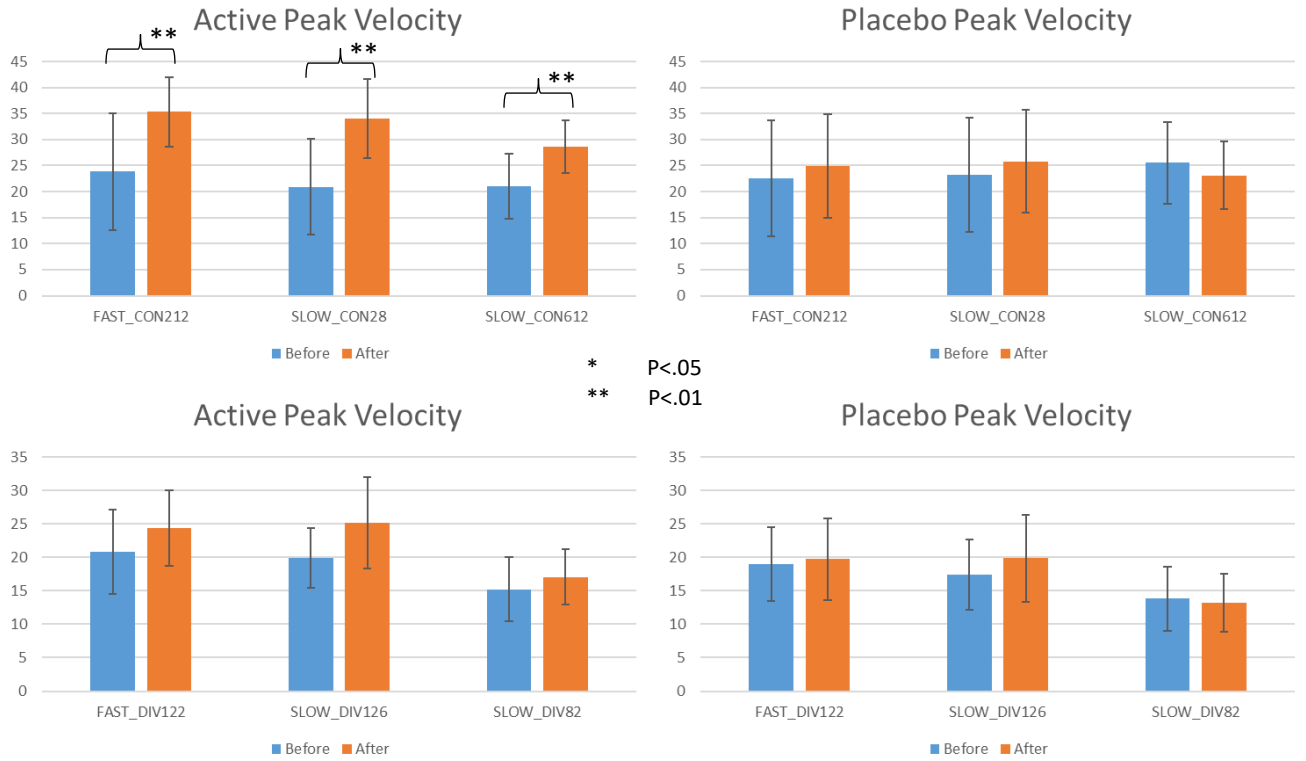 Active Peak Velocity
** ** **
45
40
35
30
25
20
15
10
5
0
FAST_CON212 SLOW_CON28 SLOW_CON612
Before After
Placebo Peak Velocity
45
40
35
30
25
20
15
10
5
0
FAST_CON212 SLOW_CON28 SLOW_CON612
Before After
* P<.05
** P<.01
Active Peak Velocity
35
30
25
20
15
10
5
0
FAST_DIV122 SLOW_DIV126 SLOW_DIV82
Before After
Placebo Peak Velocity
35
30
25
20
15
10
5
0
FAST_DIV122 SLOW_DIV126 SLOW_DIV82
Before After